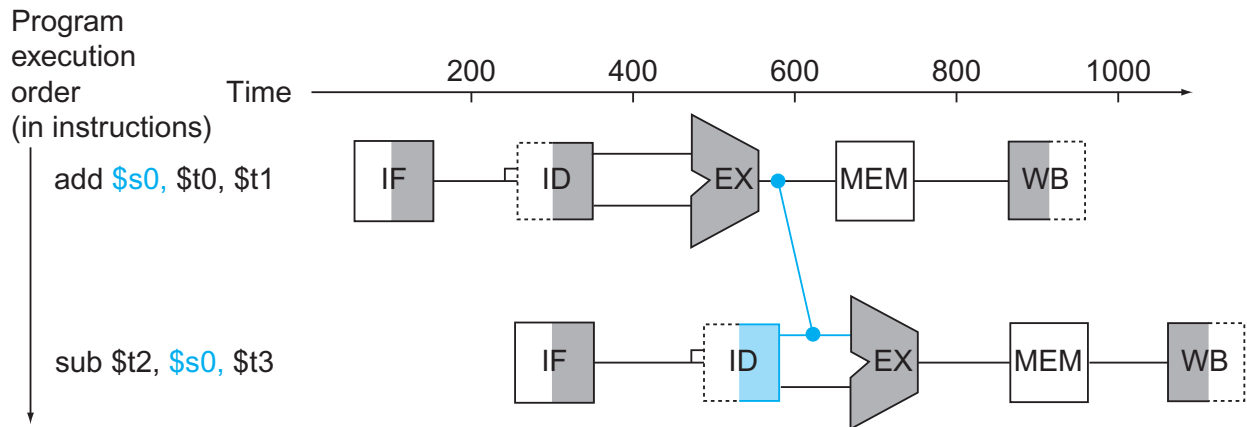 Program
execution
order
(in instructions)
Time
200 400 600 800 1000
add $s0, $t0, $t1
IF ID EX MEM WB
sub $t2, $s0, $t3
IF ID EX MEM WB